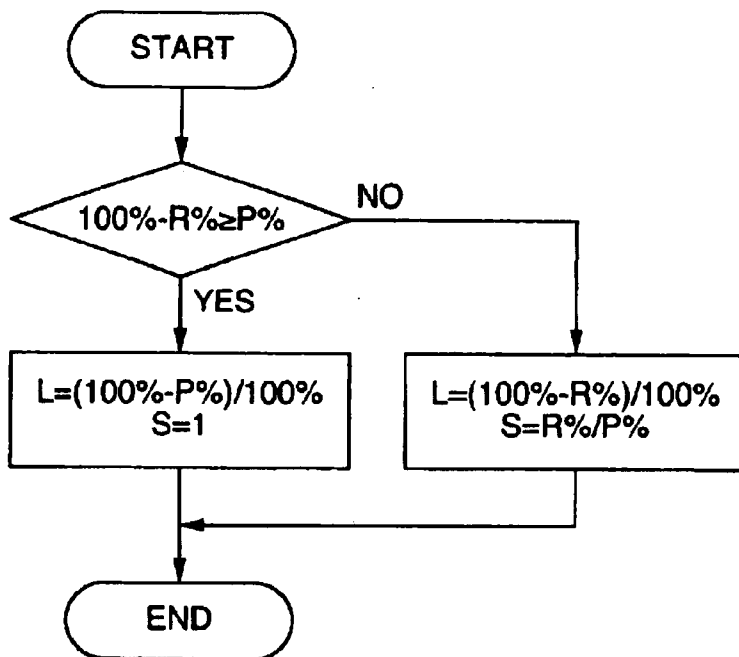 START
100%-R%≥P%
NO
YES
L=(100%-P%)/100%
S=1
L=(100%-R%)/100%
S=R%/P%
END